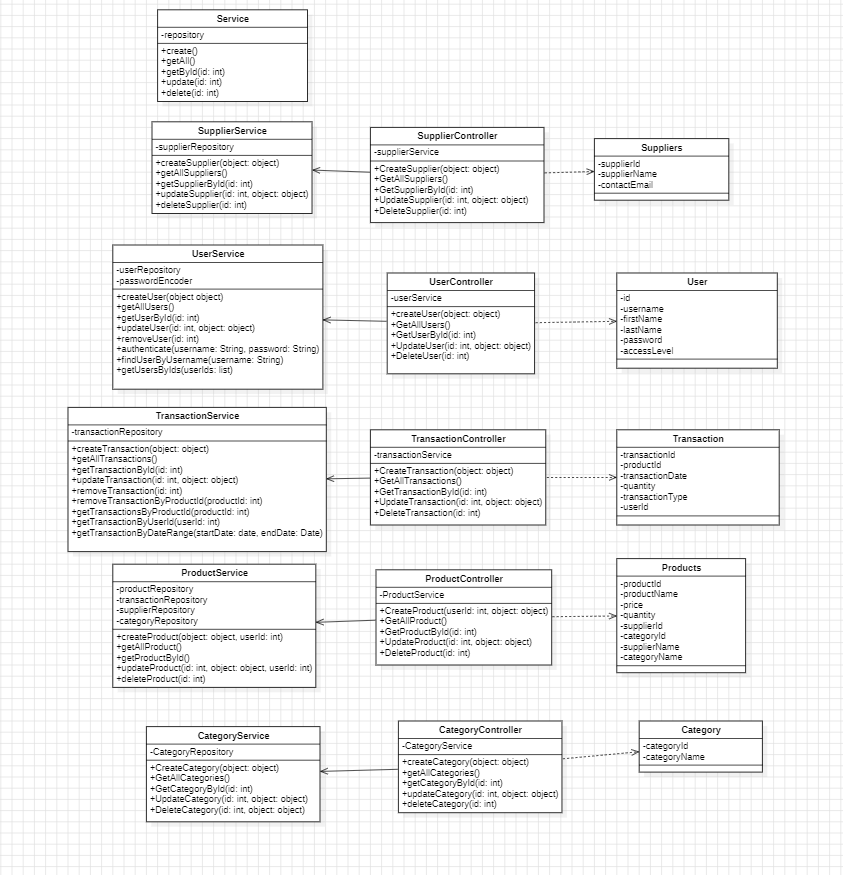 Service
-repository
+create()
+getAll()
+getById(id: int)
+update(id: int)
+delete(id: int)
SupplierService
-supplierRepository
+createSupplier(object: object)
+getAllSuppliers()
+getSupplierById(id: int)
+updateSupplier(id: int, object: object)
+deleteSupplier(id: int)
SupplierController
-supplierService
+CreateSupplier(object: object)
+GetAllSuppliers()
+GetSupplierById(id: int)
+UpdateSupplier(id: int, object: object)
+DeleteSupplier(id: int)
Suppliers
-supplierId
-supplierName
-contactEmail
UserService
-userRepository
-passwordEncoder
+createUser(object object)
+getAllUsers()
+getUserById(id: int)
+updateUser(id: int, object: object)
+removeUser(id: int)
+authenticate(username: String, password: String)
+findUserByUsername(username: String)
+getUsersByIds(userIds: list)
UserController
-userService
+createUser(object: object)
+GetAllUsers()
+GetUserById(id: int)
+UpdateUser(id: int, object: object)
+DeleteUser(id: int)
User
-id
-username
-firstName
-lastName
-password
-accessLevel
TransactionService
-transactionRepository
+createTransaction(object: object)
+getAllTransactions()
+getTransactionById(id: int)
+updateTransaction(id: int, object: object)
+removeTransaction(id: int)
+removeTransactionByProductId(productId: int)
+getTransactionsByProductId(productId: int)
+getTransactionByUserId(userId: int)
+getTransactionByDateRange(startDate: date, endDate: Date)
TransactionController
-transactionService
+CreateTransaction(object: object)
+GetAllTransactions()
+GetTransactionById(id: int)
+UpdateTransaction(id: int, object: object)
+DeleteTransaction(id: int)
Transaction
-transactionId
-productId
-transactionDate
-quantity
-transactionType
-userId
ProductService
-productRepository
-transactionRepository
-supplierRepository
-categoryRepository
+createProduct(object: object, userId: int)
+getAllProduct()
+getProductById()
+updateProduct(id: int, object: object, userId: int)
+deleteProduct(id: int)
ProductController
-ProductService
+CreateProduct(userId: int, object: object)
+GetAllProduct()
+GetProductById(id: int)
+UpdateProduct(id: int, object: object)
+DeleteProduct(id: int)
Products
-productId
-productName
-price
-quantity
-supplierId
-categoryId
-supplierName
-categoryName
CategoryService
-CategoryRepository
+CreateCategory(object: object)
+GetAllCategories()
+GetCategoryById(id: int)
+UpdateCategory(id: int, object: object)
+DeleteCategory(id: int, object: object)
CategoryController
-CategoryService
+createCategory(object: object)
+getAllCategories()
+getCategoryById(id: int)
+updateCategory(id: int, object: object)
+deleteCategory(id: int)
Category
-categoryId
-categoryName